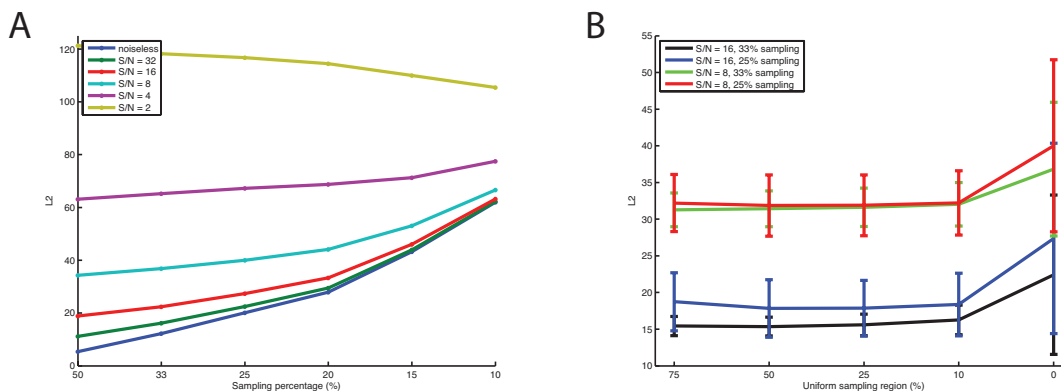 A
120
100
80
60
40
20
0
L2
noiseless
S/N = 32
S/N = 16
S/N = 8
S/N = 4
S/N = 2
50 33 25 20 15 10
Sampling percentage (%)
B
55
50
45
40
35
30
25
20
15
10
L2
S/N = 16, 33% sampling
S/N = 16, 25% sampling
S/N = 8, 33% sampling
S/N = 8, 25% sampling
75 50 25 10 0
Uniform sampling region (%)